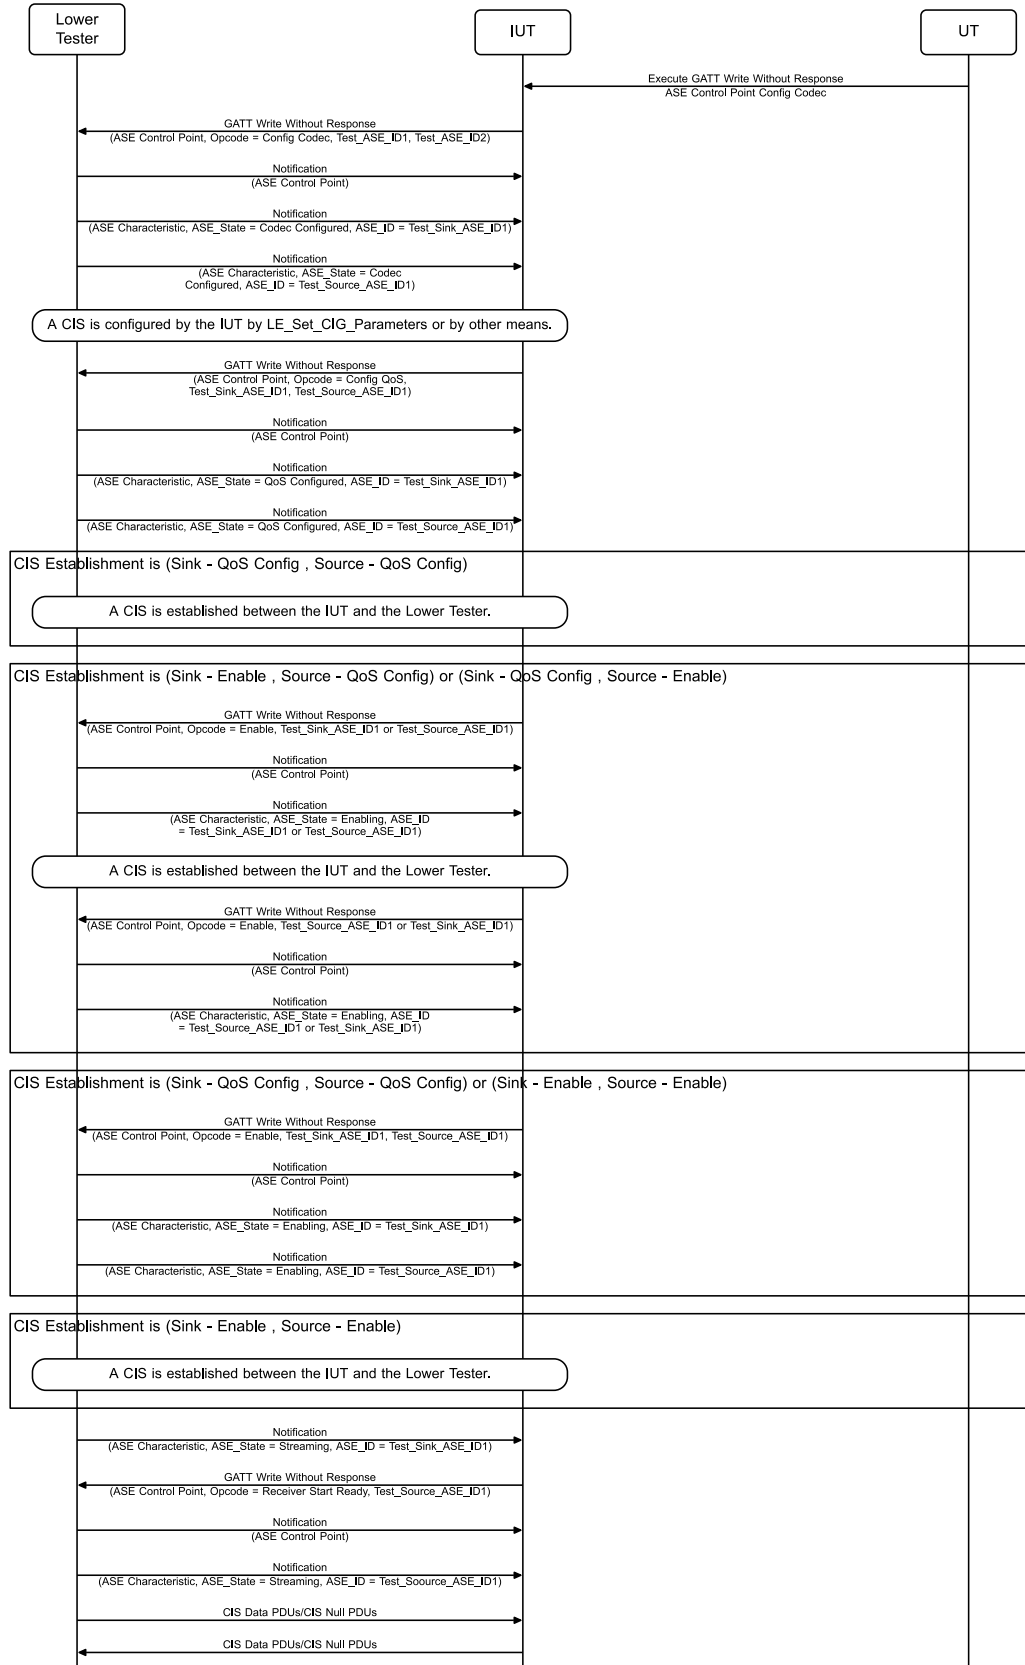 Lower
Tester
IUT
UT
Execute GATT Write Without Response
ASE Control Point Config Codec
GATT Write Without Response
(ASE Control Point, Opcode = Config Codec, Test_ASE_ID1, Test_ASE_ID2)
Notification
(ASE Control Point)
Notification
(ASE Characteristic, ASE_State = Codec Configured, ASE_ID = Test_Sink_ASE_ID1)
Notification
(ASE Characteristic, ASE_State = Codec
Configured, ASE_ID = Test_Source_ASE_ID1)
A CIS is configured by the IUT by LE_Set_CIG_Parameters or by other means.
GATT Write Without Response
(ASE Control Point, Opcode = Config QoS,
Test_Sink_ASE_ID1, Test_Source_ASE_ID1)
Notification
(ASE Control Point)
Notification
(ASE Characteristic, ASE_State = QoS Configured, ASE_ID = Test_Sink_ASE_ID1)
Notification
(ASE Characteristic, ASE_State = QoS Configured, ASE_ID = Test_Source_ASE_ID1)
CIS Establishment is (Sink - QoS Config , Source - QoS Config)
A CIS is established between the IUT and the Lower Tester.
CIS Establishment is (Sink - Enable , Source - QoS Config) or (Sink - QoS Config , Source - Enable)
GATT Write Without Response
(ASE Control Point, Opcode = Enable, Test_Sink_ASE_ID1 or Test_Source_ASE_ID1)
Notification
(ASE Control Point)
Notification
(ASE Characteristic, ASE_State = Enabling, ASE_ID
= Test_Sink_ASE_ID1 or Test_Source_ASE_ID1)
A CIS is established between the IUT and the Lower Tester.
GATT Write Without Response
(ASE Control Point, Opcode = Enable, Test_Source_ASE_ID1 or Test_Sink_ASE_ID1)
Notification
(ASE Control Point)
Notification
(ASE Characteristic, ASE_State = Enabling, ASE_ID
= Test_Source_ASE_ID1 or Test_Sink_ASE_ID1)
CIS Establishment is (Sink - QoS Config , Source - QoS Config) or (Sink - Enable , Source - Enable)
GATT Write Without Response
(ASE Control Point, Opcode = Enable, Test_Sink_ASE_ID1, Test_Source_ASE_ID1)
Notification
(ASE Control Point)
Notification
(ASE Characteristic, ASE_State = Enabling, ASE_ID = Test_Sink_ASE_ID1)
Notification
(ASE Characteristic, ASE_State = Enabling, ASE_ID = Test_Source_ASE_ID1)
CIS Establishment is (Sink - Enable , Source - Enable)
A CIS is established between the IUT and the Lower Tester.
Notification
(ASE Characteristic, ASE_State = Streaming, ASE_ID = Test_Sink_ASE_ID1)
GATT Write Without Response
(ASE Control Point, Opcode = Receiver Start Ready, Test_Source_ASE_ID1)
Notification
(ASE Control Point)
Notification
(ASE Characteristic, ASE_State = Streaming, ASE_ID = Test_Soource_ASE_ID1)
CIS Data PDUs/CIS Null PDUs
CIS Data PDUs/CIS Null PDUs